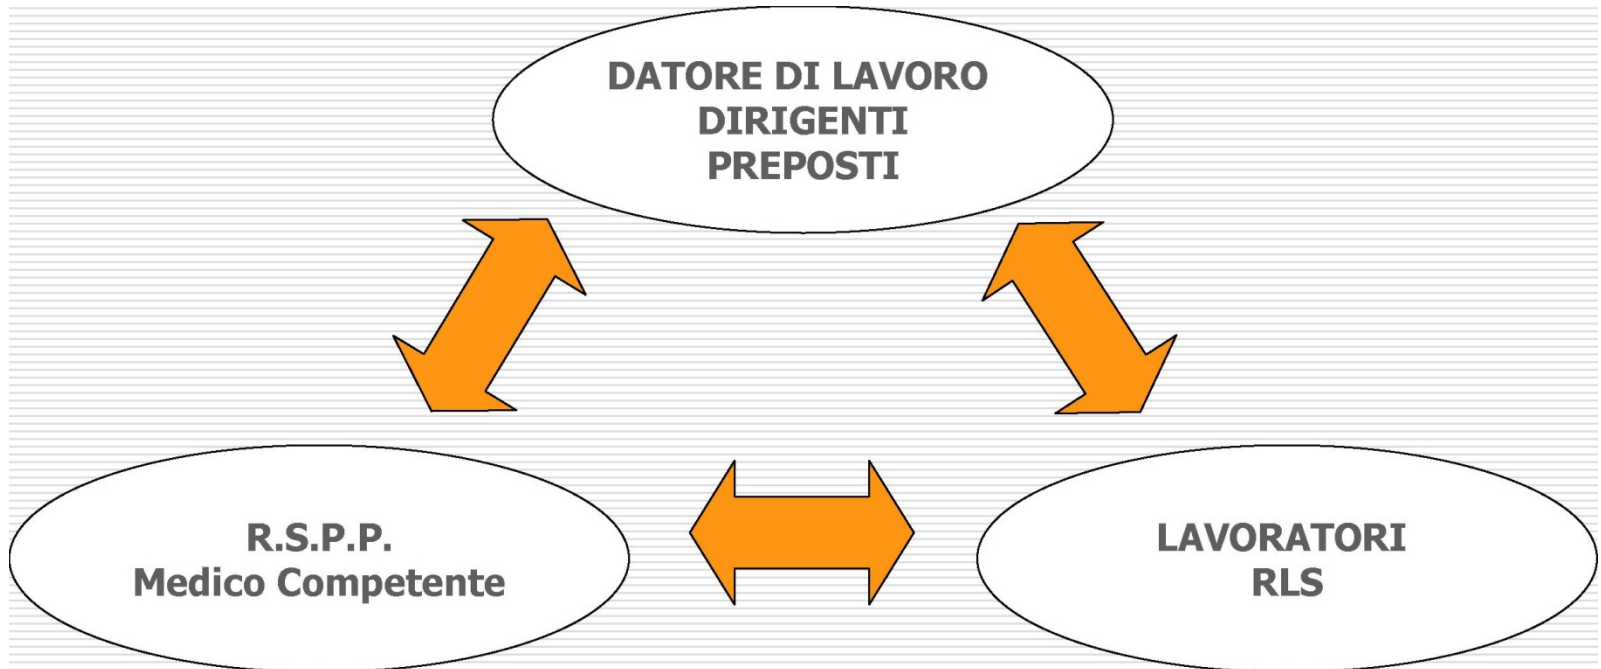 DATORE DI LAVORO
DIRIGENTI
PREPOSTI
R.S.P.P.
Medico Competente
LAVORATORI
RLS